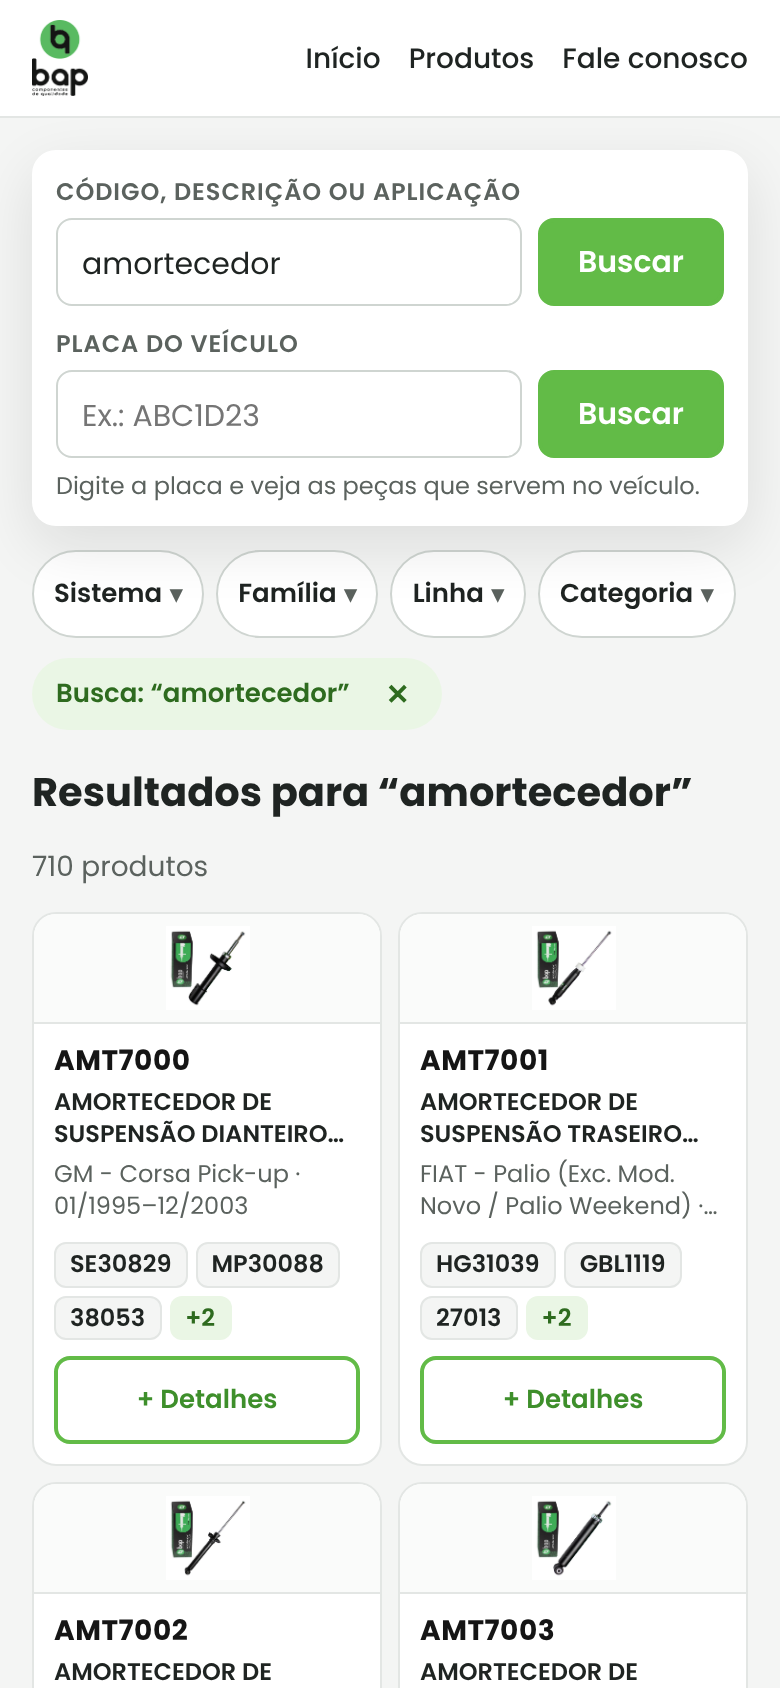 bap
componentes
de qualidade
Início Produtos Fale conosco
CÓDIGO, DESCRIÇÃO OU APLICAÇÃO
amortecedor
Buscar
PLACA DO VEÍCULO
Ex.: ABC1D23
Buscar
Digite a placa e veja as peças que servem no veículo.
Sistema ▾ Família ▾ Linha ▾ Categoria ▾
Busca: “amortecedor” ✕
Resultados para “amortecedor”
710 produtos
AMT7000
AMORTECEDOR DE
SUSPENSÃO DIANTEIRO…
GM - Corsa Pick-up ·
01/1995–12/2003
SE30829 MP30088
38053 +2
+ Detalhes
AMT7001
AMORTECEDOR DE
SUSPENSÃO TRASEIRO…
FIAT - Palio (Exc. Mod.
Novo / Palio Weekend) ·…
HG31039 GBL1119
27013 +2
+ Detalhes
AMT7002
AMORTECEDOR DE
AMT7003
AMORTECEDOR DE